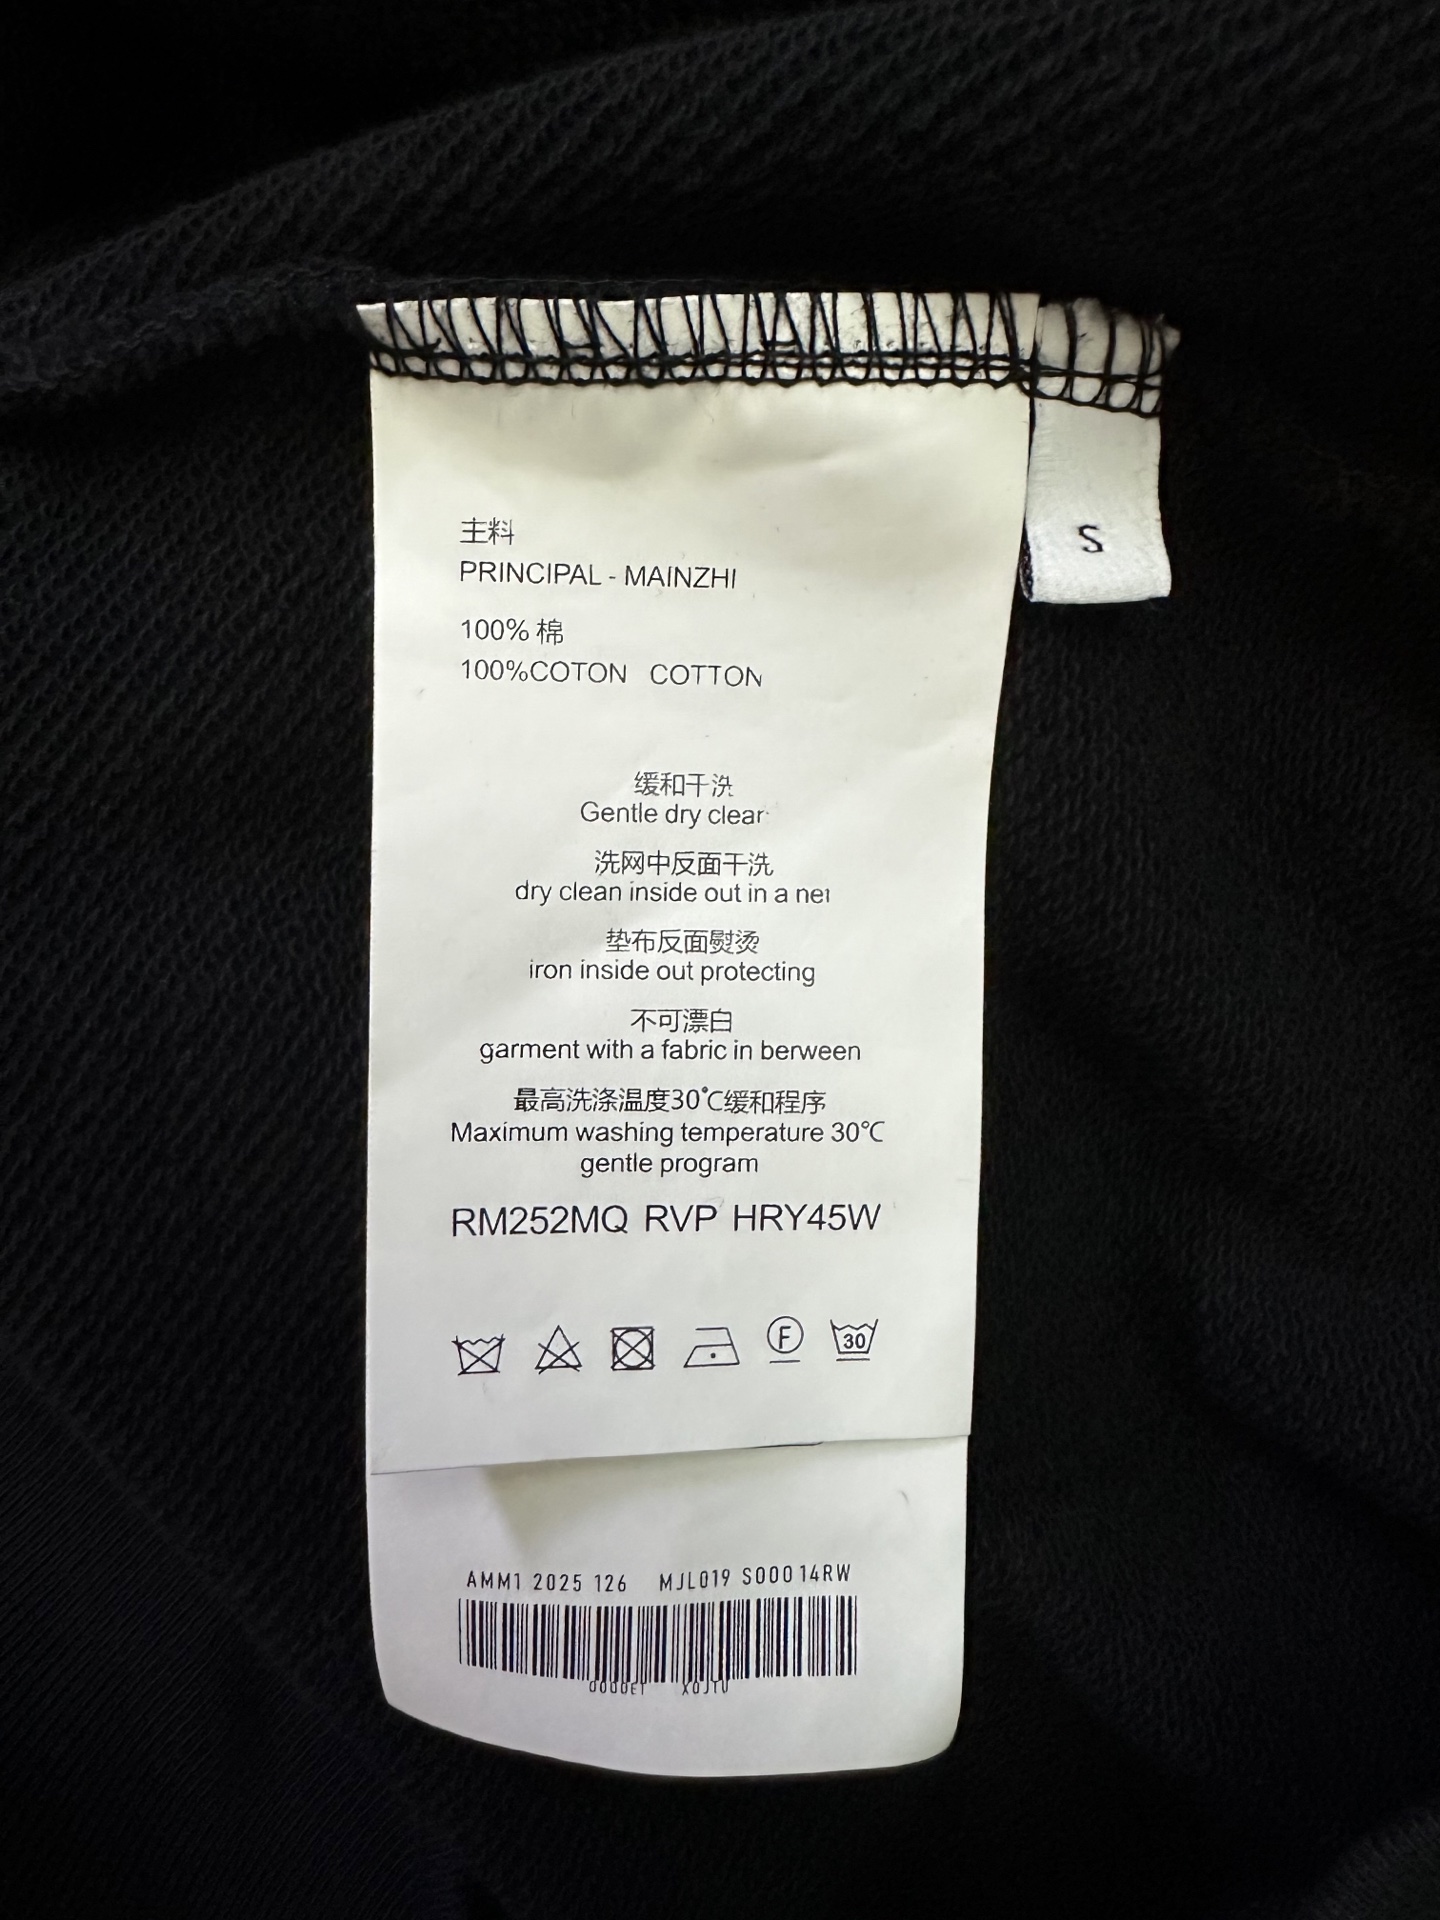 S
主料
PRINCIPAL - MAINZHI
100% 棉
100%COTON COTTON
缓和干洗
Gentle dry clear
洗网中反面干洗
dry clean inside out in a net
垫布反面熨烫
iron inside out protecting
不可漂白
garment with a fabric in berween
最高洗涤温度30℃缓和程序
Maximum washing temperature 30℃
gentle program
RM252MQ RVP HRY45W
F
30
AMM1 2025 126 MJL019 S00014RW